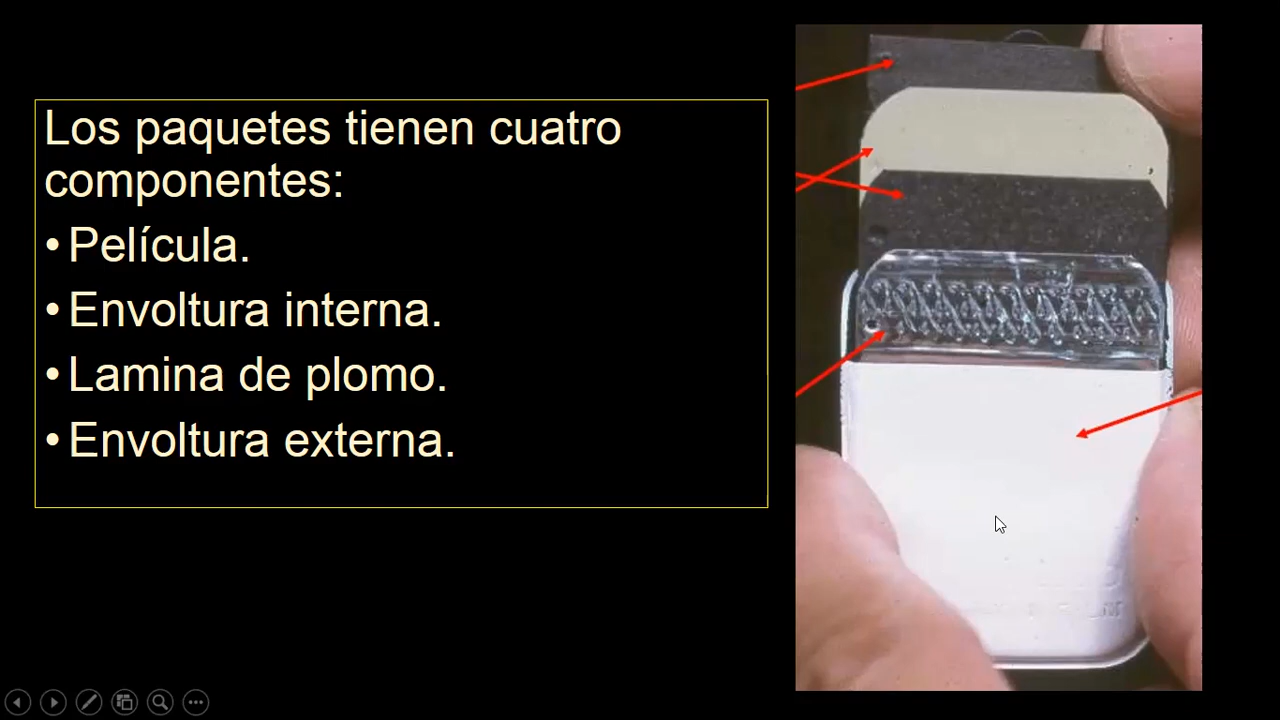 Los paquetes tienen cuatro
componentes:
• Película.
• Envoltura interna.
• Lamina de plomo.
• Envoltura externa.